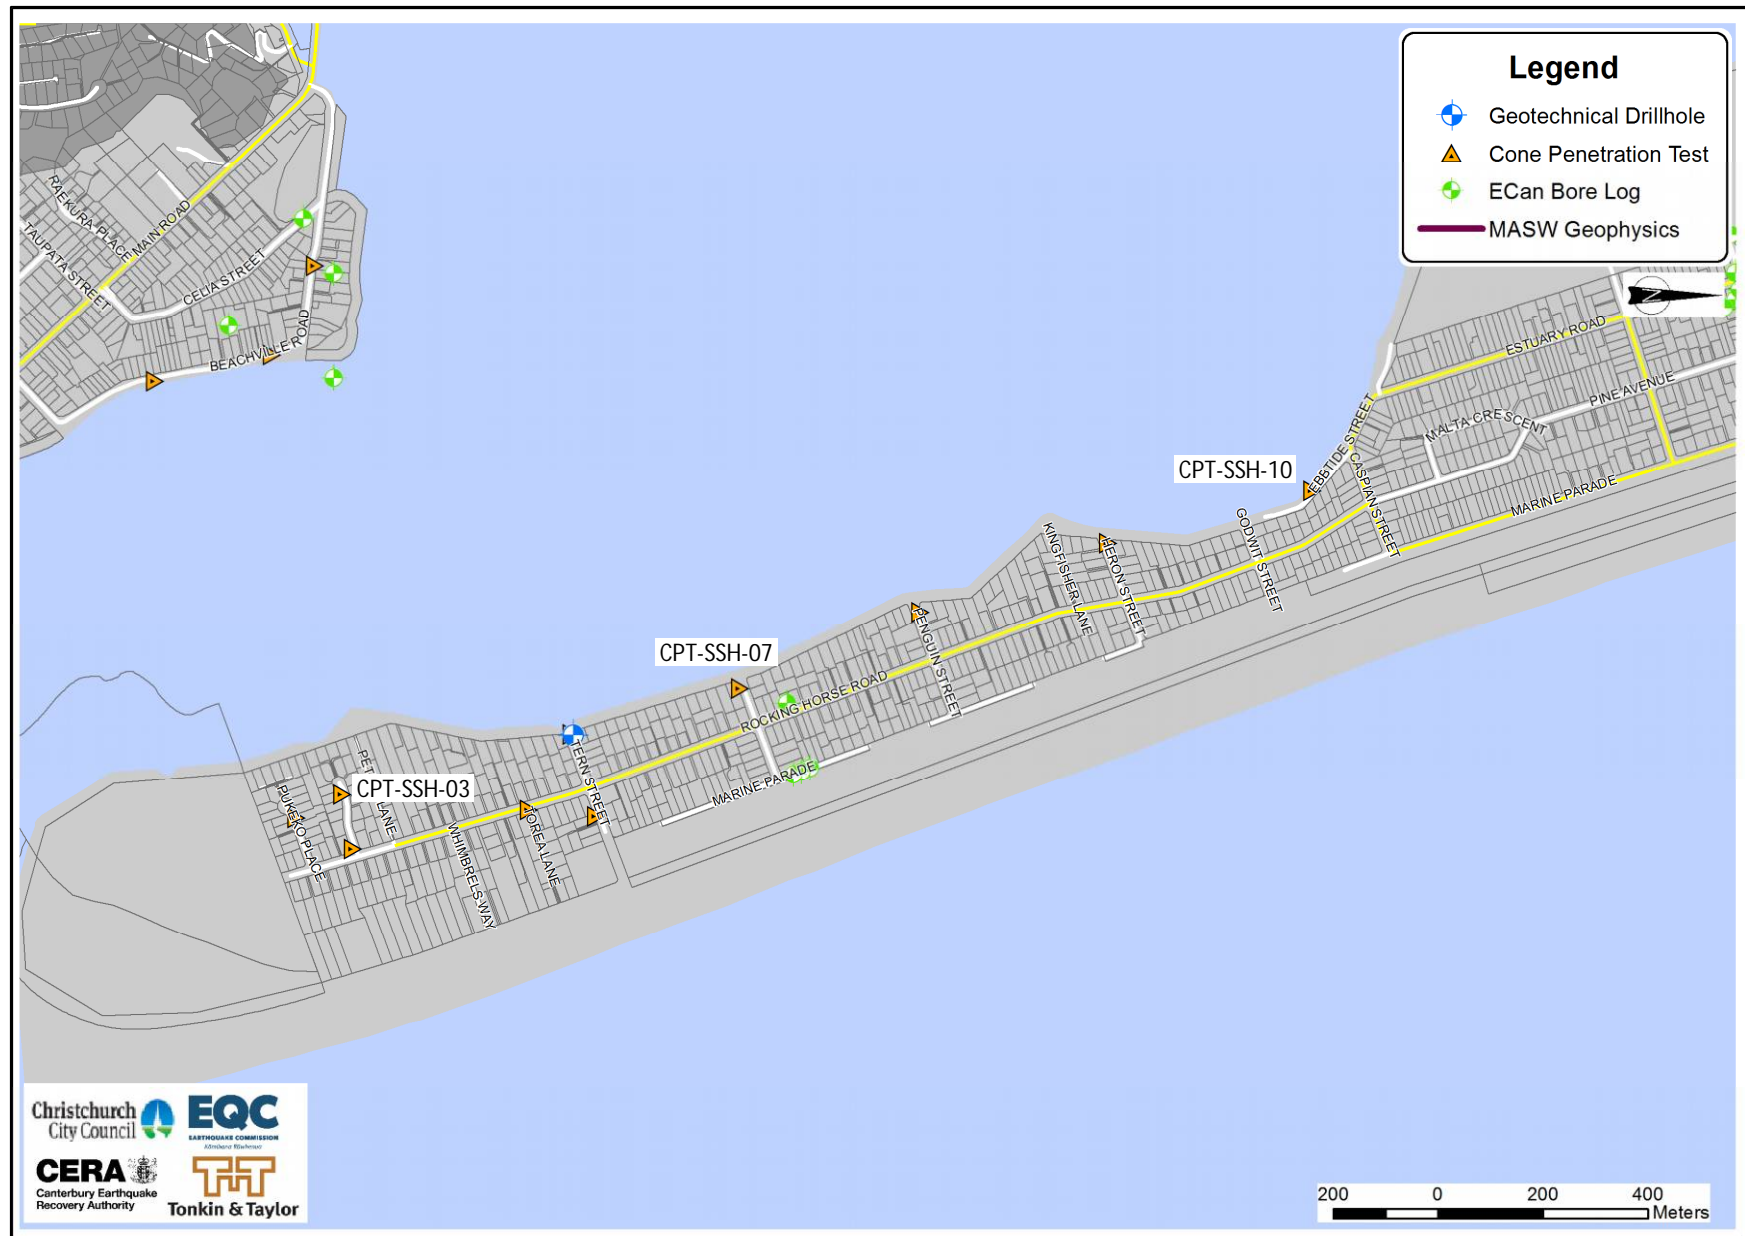 Legend
Geotechnical Drillhole
Cone Penetration Test
ECan Bore Log
MASW Geophysics
N
RAEKURA PLACE
MAIN ROAD
TAUPATA STREET
CELIA STREET
BEACHVILLE ROAD
ESTUARY ROAD
PINE AVENUE
MALTA CRESCENT
EBBTIDE STREET
CASPIAN STREET
MARINE PARADE
CPT-SSH-10
GODWIT STREET
KINGFISHER LANE
HERON STREET
PENGUIN STREET
CPT-SSH-07
ROCKING HORSE ROAD
MARINE PARADE
TERN STREET
CPT-SSH-03
LANE
PUKEKO PLACE
WHIMBRELS WAY
TOREA LANE
Christchurch
City Council
EQC
EARTHQUAKE COMMISSION
CERA
Canterbury Earthquake
Recovery Authority
T+T
Tonkin & Taylor
200 0 200 400
Meters